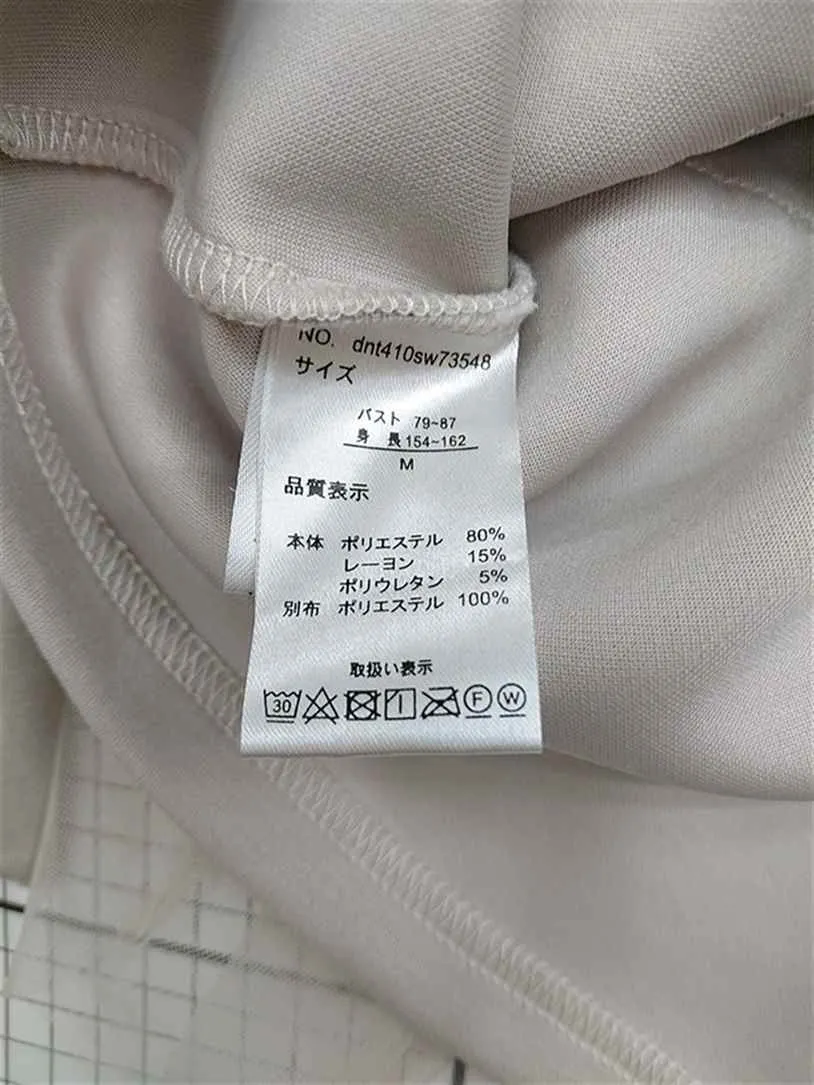 NO. dnt410sw73548
サイズ
バスト 79~87
身 長 154~162
M
品質表示
本体 ポリエステル 80%
レーヨン 15%
ポリウレタン 5%
別布 ポリエステル 100%
取扱い表示
30 F W